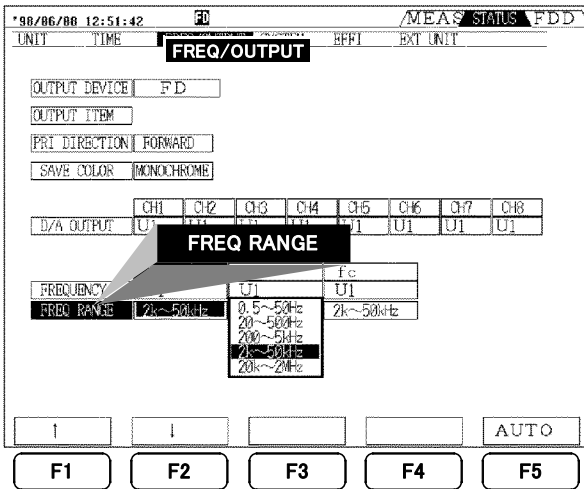 '98/06/08 12:51:42 FD /MEAS STATUS FDD
UNIT TIME FREQ/OUTPUT EFFI EXT UNIT
OUTPUT DEVICE FD
OUTPUT ITEM
PRI DIRECTION FORWARD
SAVE COLOR MONOCHROME
CH1 CH2 CH3 CH4 CH5 CH6 CH7 CH8
D/A OUTPUT U1 U1 U1 U1 U1
FREQ RANGE
fc
FREQUENCY U1 U1
FREQ RANGE 2k~50kHz 2k~50kHz
0.5~50Hz
20~500Hz
200~5kHz
2k~50kHz
20k~2MHz
↑ ↓ AUTO
F1 F2 F3 F4 F5